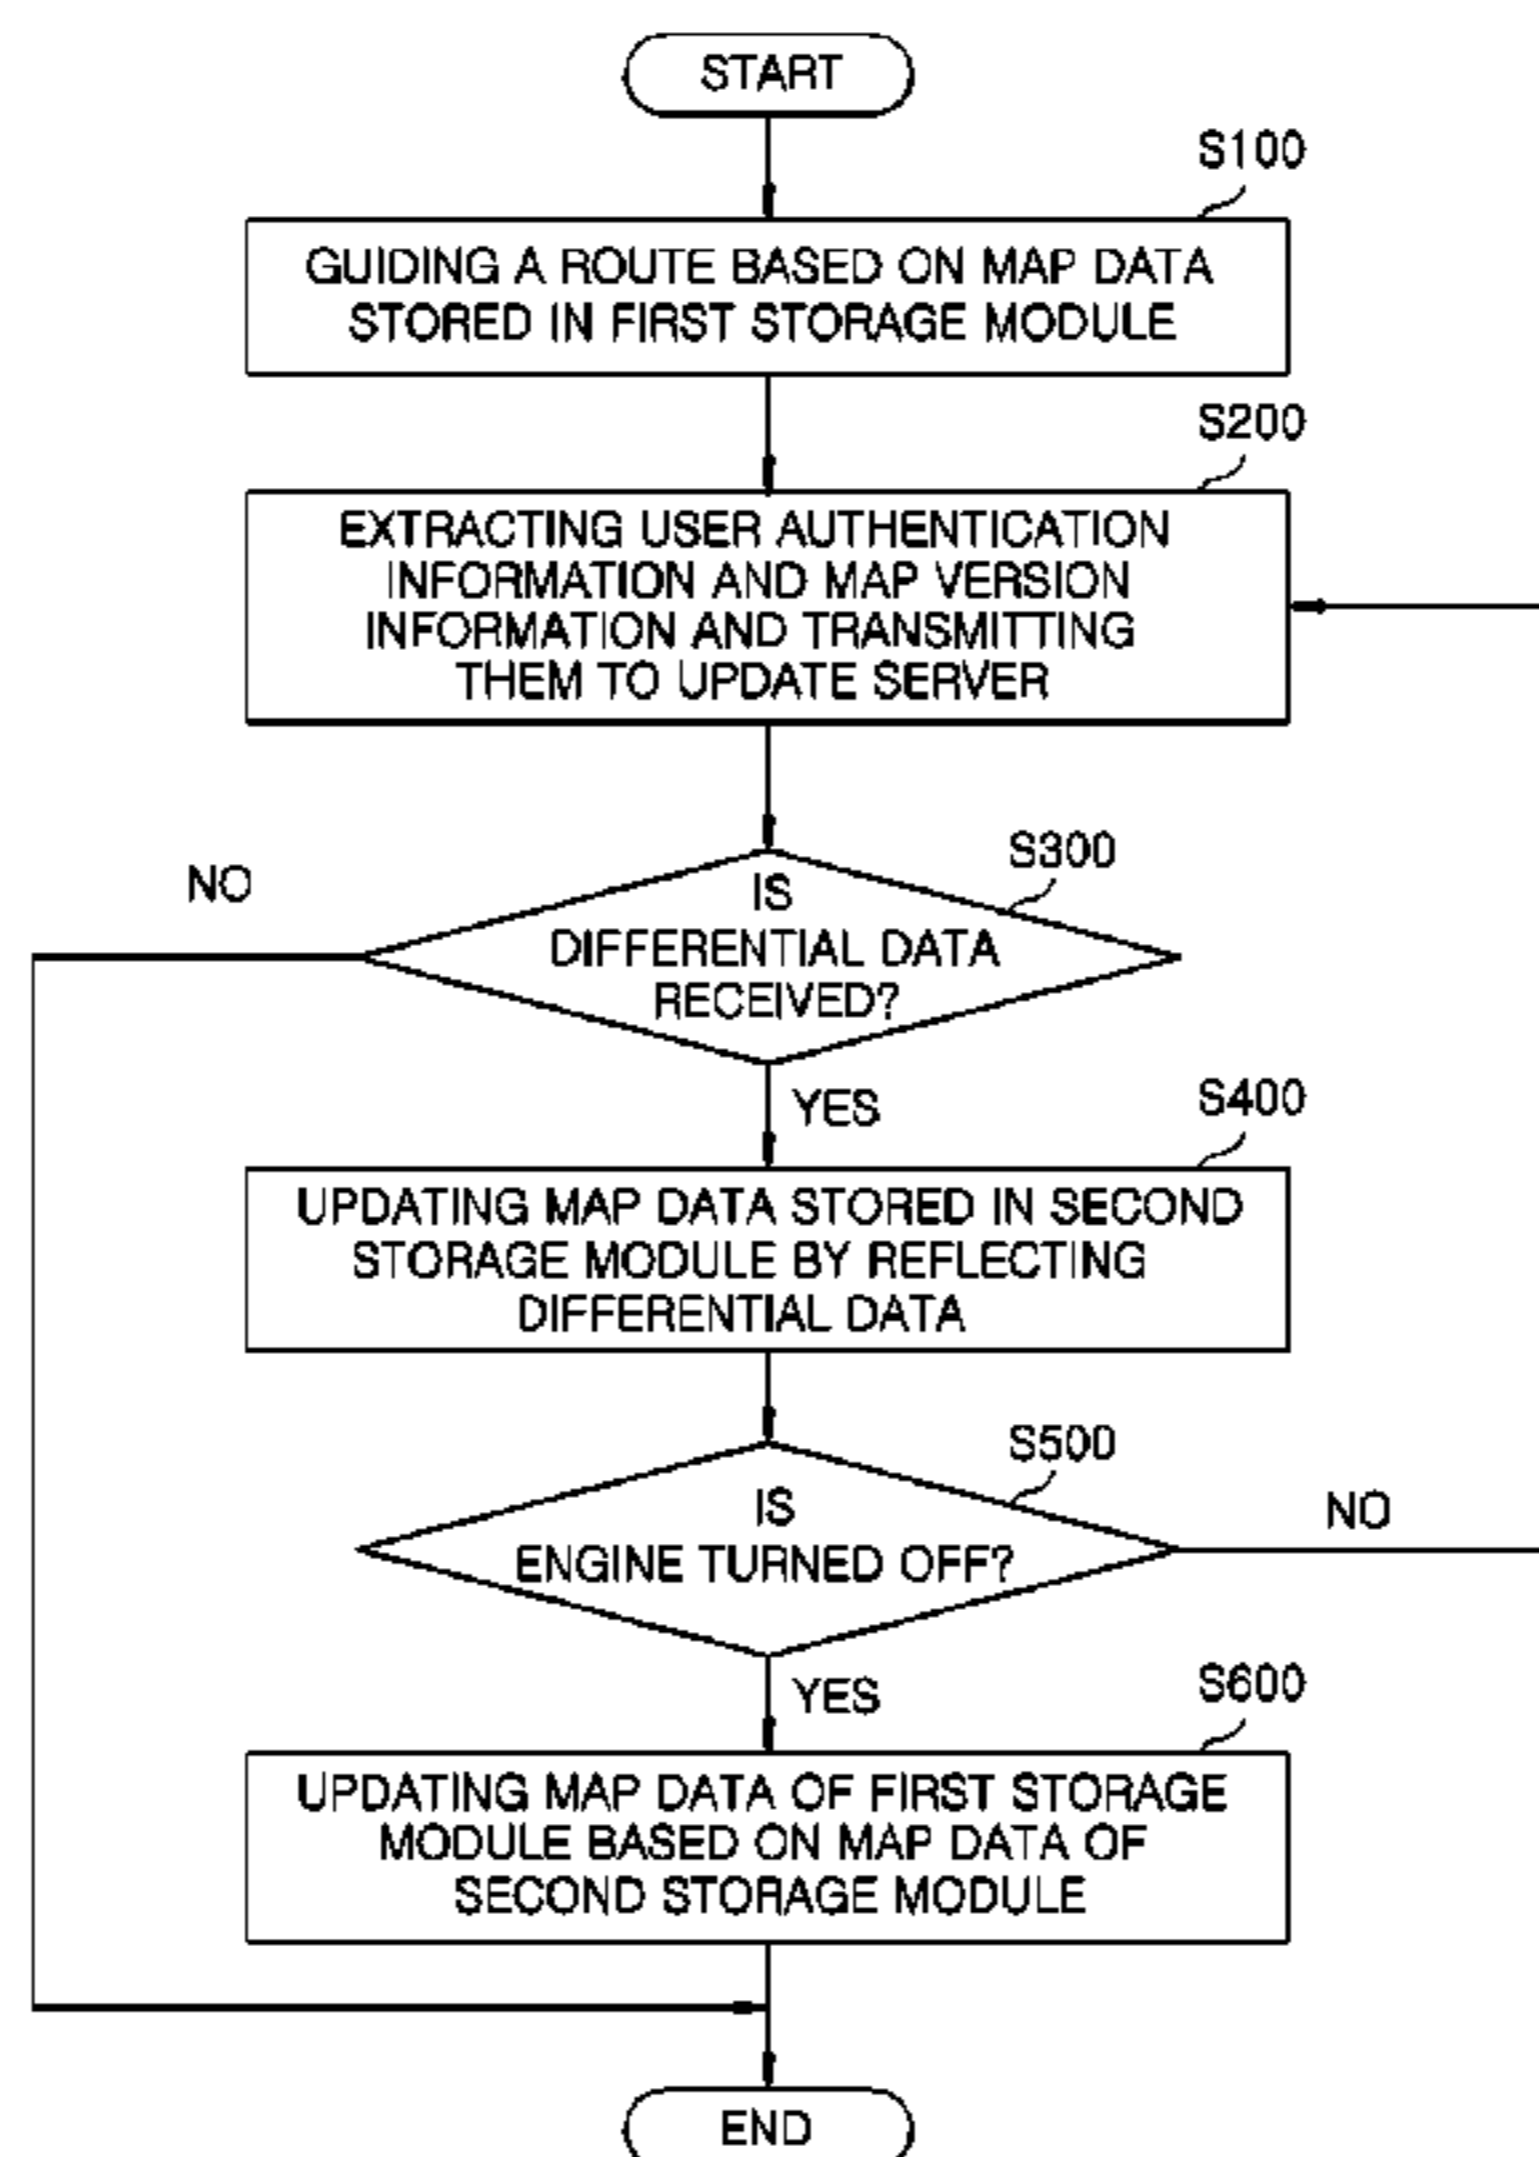 START
S100
GUIDING A ROUTE BASED ON MAP DATA
STORED IN FIRST STORAGE MODULE
S200
EXTRACTING USER AUTHENTICATION
INFORMATION AND MAP VERSION
INFORMATION AND TRANSMITTING
THEM TO UPDATE SERVER
S300
NO
IS
DIFFERENTIAL DATA
RECEIVED?
YES
S400
UPDATING MAP DATA STORED IN SECOND
STORAGE MODULE BY REFLECTING
DIFFERENTIAL DATA
S500
IS
ENGINE TURNED OFF?
NO
YES
S600
UPDATING MAP DATA OF FIRST STORAGE
MODULE BASED ON MAP DATA OF
SECOND STORAGE MODULE
END